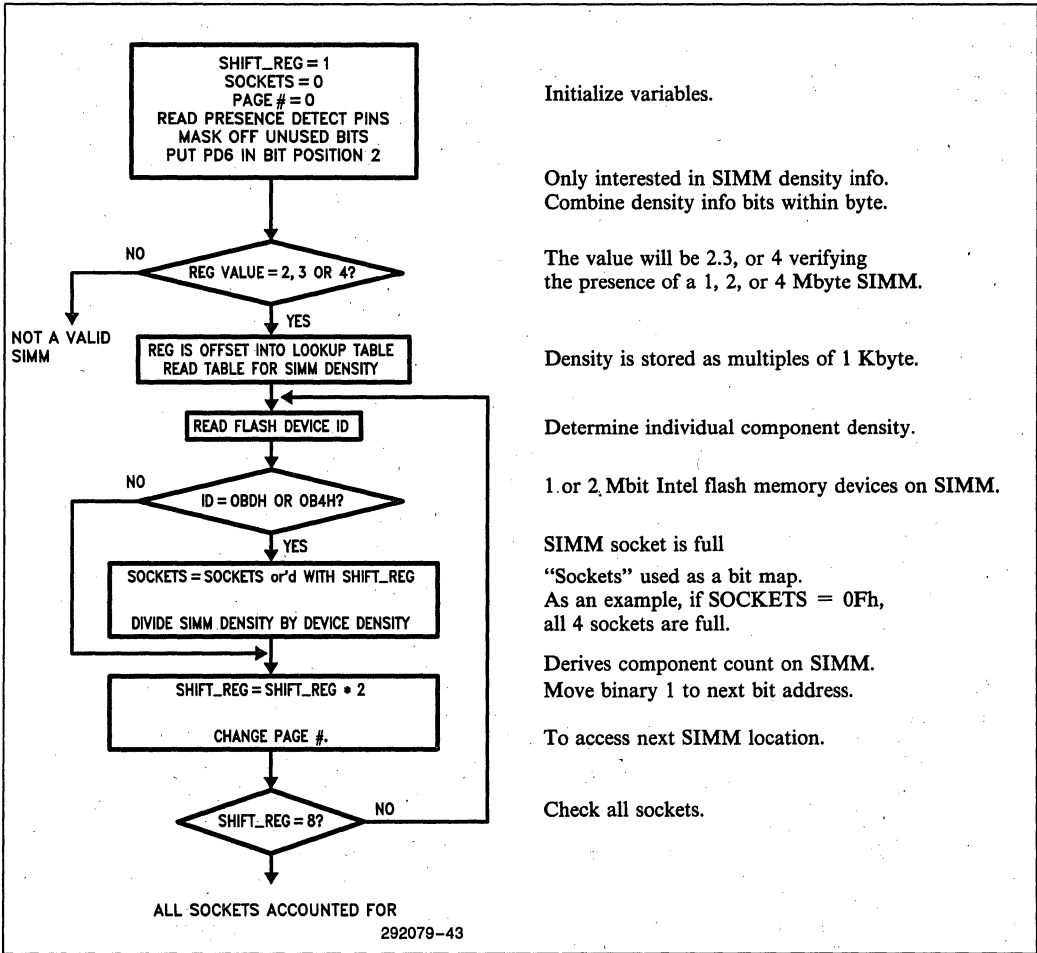 SHIFT_REG = 1
SOCKETS = 0
PAGE # = 0
READ PRESENCE DETECT PINS
MASK OFF UNUSED BITS
PUT PD6 IN BIT POSITION 2
Initialize variables.
Only interested in SIMM density info.
Combine density info bits within byte.
NO
REG VALUE = 2, 3 OR 4?
The value will be 2.3, or 4 verifying
the presence of a 1, 2, or 4 Mbyte SIMM.
YES
NOT A VALID
SIMM
REG IS OFFSET INTO LOOKUP TABLE
READ TABLE FOR SIMM DENSITY
Density is stored as multiples of 1 Kbyte.
READ FLASH DEVICE ID
Determine individual component density.
NO
ID = OBDH OR OB4H?
1 or 2 Mbit Intel flash memory devices on SIMM.
YES
SIMM socket is full
SOCKETS = SOCKETS or'd WITH SHIFT_REG
DIVIDE SIMM DENSITY BY DEVICE DENSITY
"Sockets" used as a bit map.
As an example, if SOCKETS = 0Fh,
all 4 sockets are full.
Derives component count on SIMM.
SHIFT_REG = SHIFT_REG * 2
Move binary 1 to next bit address.
CHANGE PAGE #.
To access next SIMM location.
SHIFT_REG = 8?
NO
Check all sockets.
ALL SOCKETS ACCOUNTED FOR
292079-43